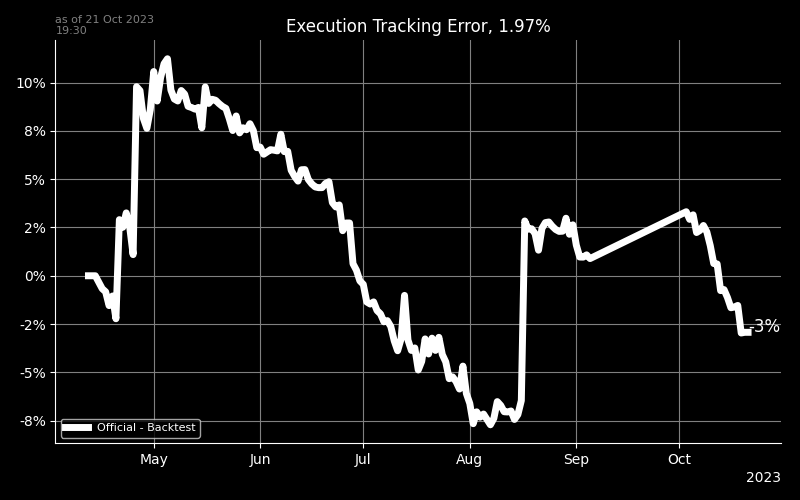 as of 21 Oct 2023
19:30
Execution Tracking Error, 1.97%
10%
8%
5%
2%
0%
-2%
-5%
-8%
-3%
Official - Backtest
May Jun Jul Aug Sep Oct
2023